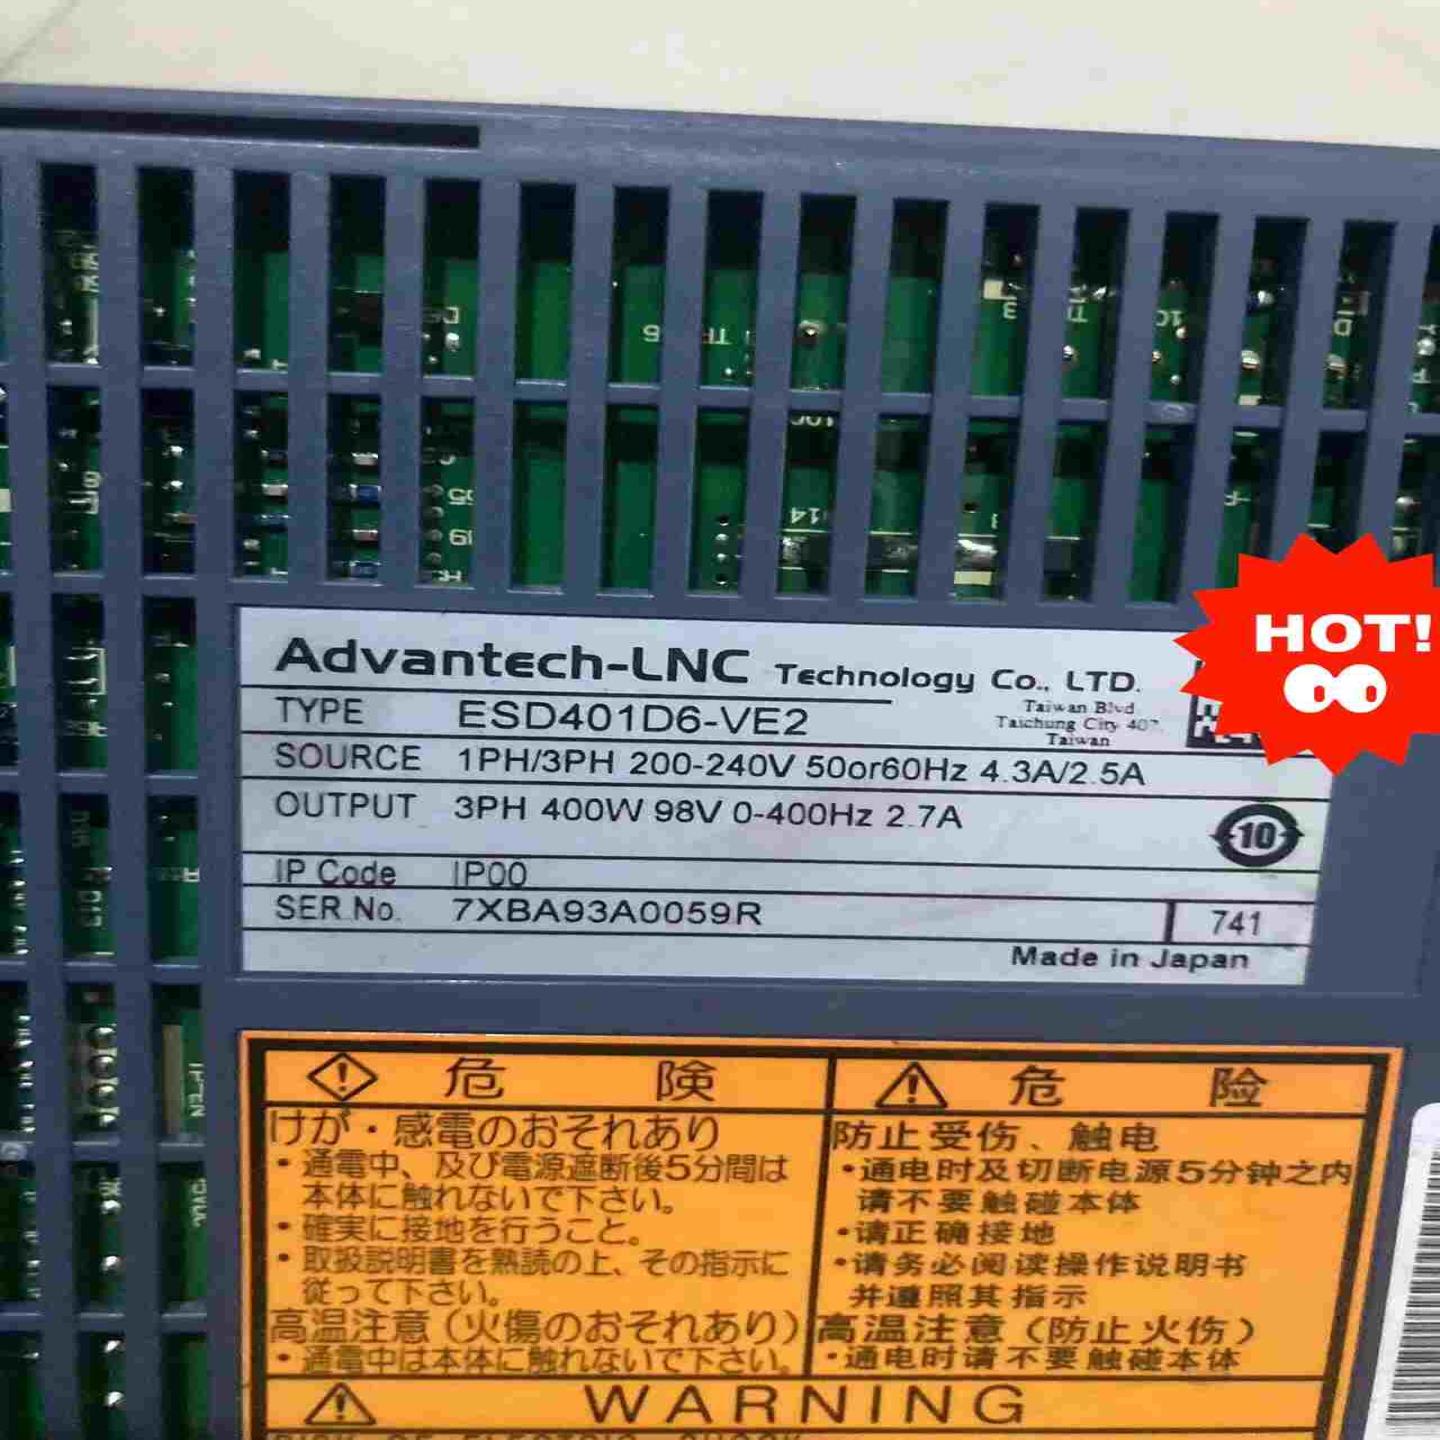 HOT!
Advantech-LNC Technology Co., LTD.
Taiwan Blvd
Taichung City 407,
Taiwan
TYPE ESD401D6-VE2
SOURCE 1PH/3PH 200-240V 50or60Hz 4.3A/2.5A
OUTPUT 3PH 400W 98V 0-400Hz 2.7A
10
IP Code IP00
SER.No. 7XBA93A0059R 741
Made in Japan
危 険
けが・感電のおそれあり
・通電中、及び電源遮断後5分間は
本体に触れないで下さい。
・確実に接地を行うこと。
・取扱説明書を熟読の上、その指示に
従って下さい。
高温注意(火傷のおそれあり)
・通電中は本体に触れないで下さい。
危 险
防止受伤、触电
・通电时及切断电源5分钟之内
请不要触碰本体
・请正确接地
・请务必阅读操作说明书
并遵照其指示
高温注意(防止火伤)
・通电时请不要触碰本体
WARNING